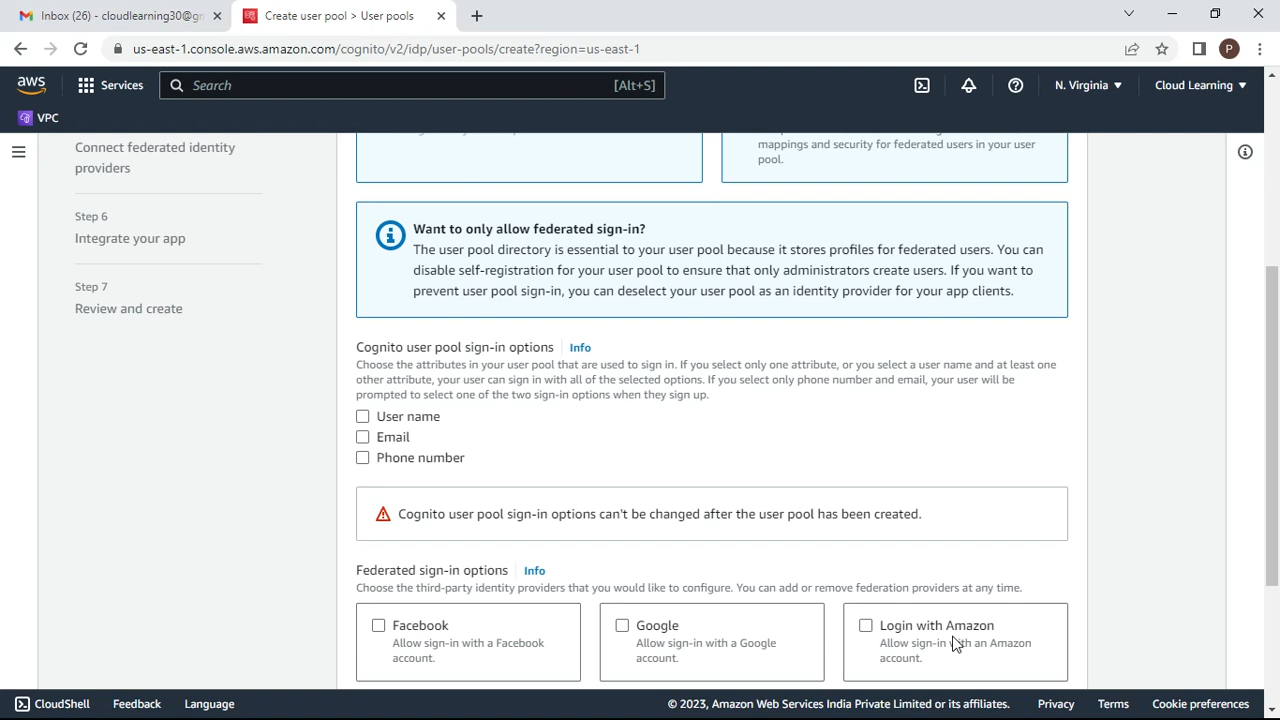 Inbox (26) - cloudlearning30@gm
Create user pool > User pools
us-east-1.console.aws.amazon.com/cognito/v2/idp/user-pools/create?region=us-east-1
P
aws
Services
Search
[Alt+S]
N. Virginia
Cloud Learning
VPC
Connect federated identity
providers
Step 6
Integrate your app
Step 7
Review and create
mappings and security for federated users in your user
pool.
Want to only allow federated sign-in?
The user pool directory is essential to your user pool because it stores profiles for federated users. You can
disable self-registration for your user pool to ensure that only administrators create users. If you want to
prevent user pool sign-in, you can deselect your user pool as an identity provider for your app clients.
Cognito user pool sign-in options
Info
Choose the attributes in your user pool that are used to sign in. If you select only one attribute, or you select a user name and at least one
other attribute, your user can sign in with all of the selected options. If you select only phone number and email, your user will be
prompted to select one of the two sign-in options when they sign up.
User name
Email
Phone number
Cognito user pool sign-in options can't be changed after the user pool has been created.
Federated sign-in options
Info
Choose the third-party identity providers that you would like to configure. You can add or remove federation providers at any time.
Facebook
Allow sign-in with a Facebook
account.
Google
Allow sign-in with a Google
account.
Login with Amazon
Allow sign-in with an Amazon
account.
CloudShell
Feedback
Language
© 2023, Amazon Web Services India Private Limited or its affiliates.
Privacy
Terms
Cookie preferences